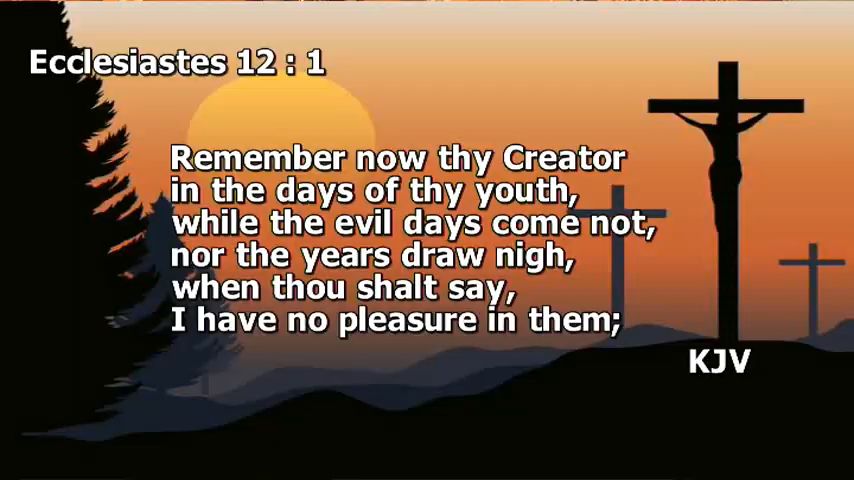 Ecclesiastes 12 : 1
Remember now thy Creator
in the days of thy youth,
while the evil days come not,
nor the years draw nigh,
when thou shalt say,
I have no pleasure in them;
KJV